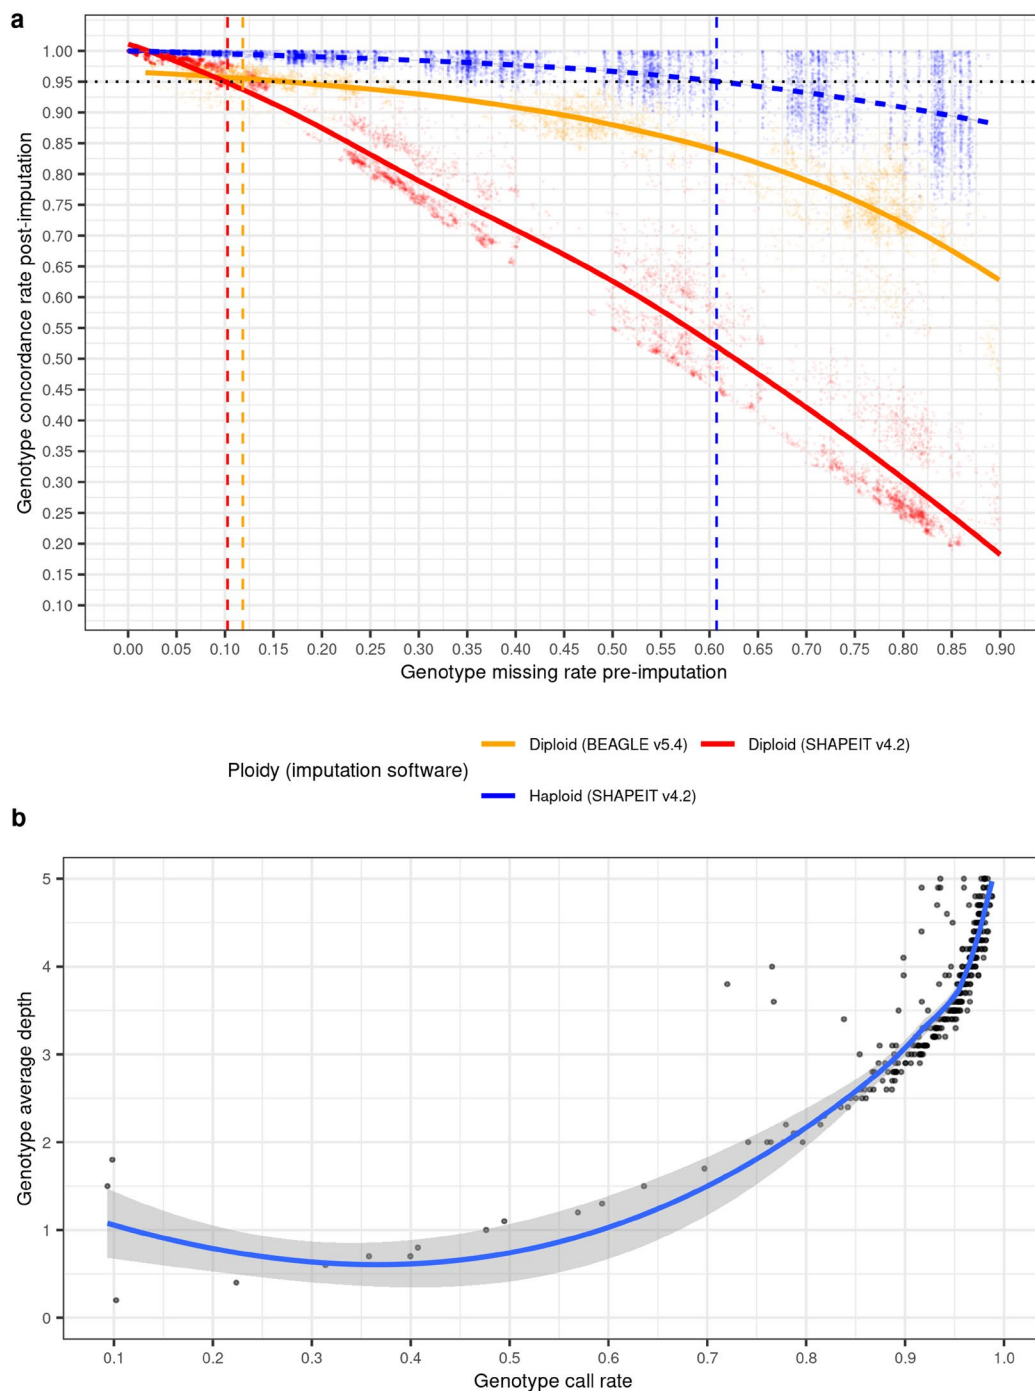 a
1.00
0.95
0.90
0.85
0.80
0.75
0.70
0.65
0.60
0.55
0.50
0.45
0.40
0.35
0.30
0.25
0.20
0.15
0.10
Genotype concordance rate post-imputation
0.00 0.05 0.10 0.15 0.20 0.25 0.30 0.35 0.40 0.45 0.50 0.55 0.60 0.65 0.70 0.75 0.80 0.85 0.90
Genotype missing rate pre-imputation
Ploidy (imputation software)
Diploid (BEAGLE v5.4) Diploid (SHAPEIT v4.2)
Haploid (SHAPEIT v4.2)
b
5
4
3
2
1
0
Genotype average depth
0.1 0.2 0.3 0.4 0.5 0.6 0.7 0.8 0.9 1.0
Genotype call rate